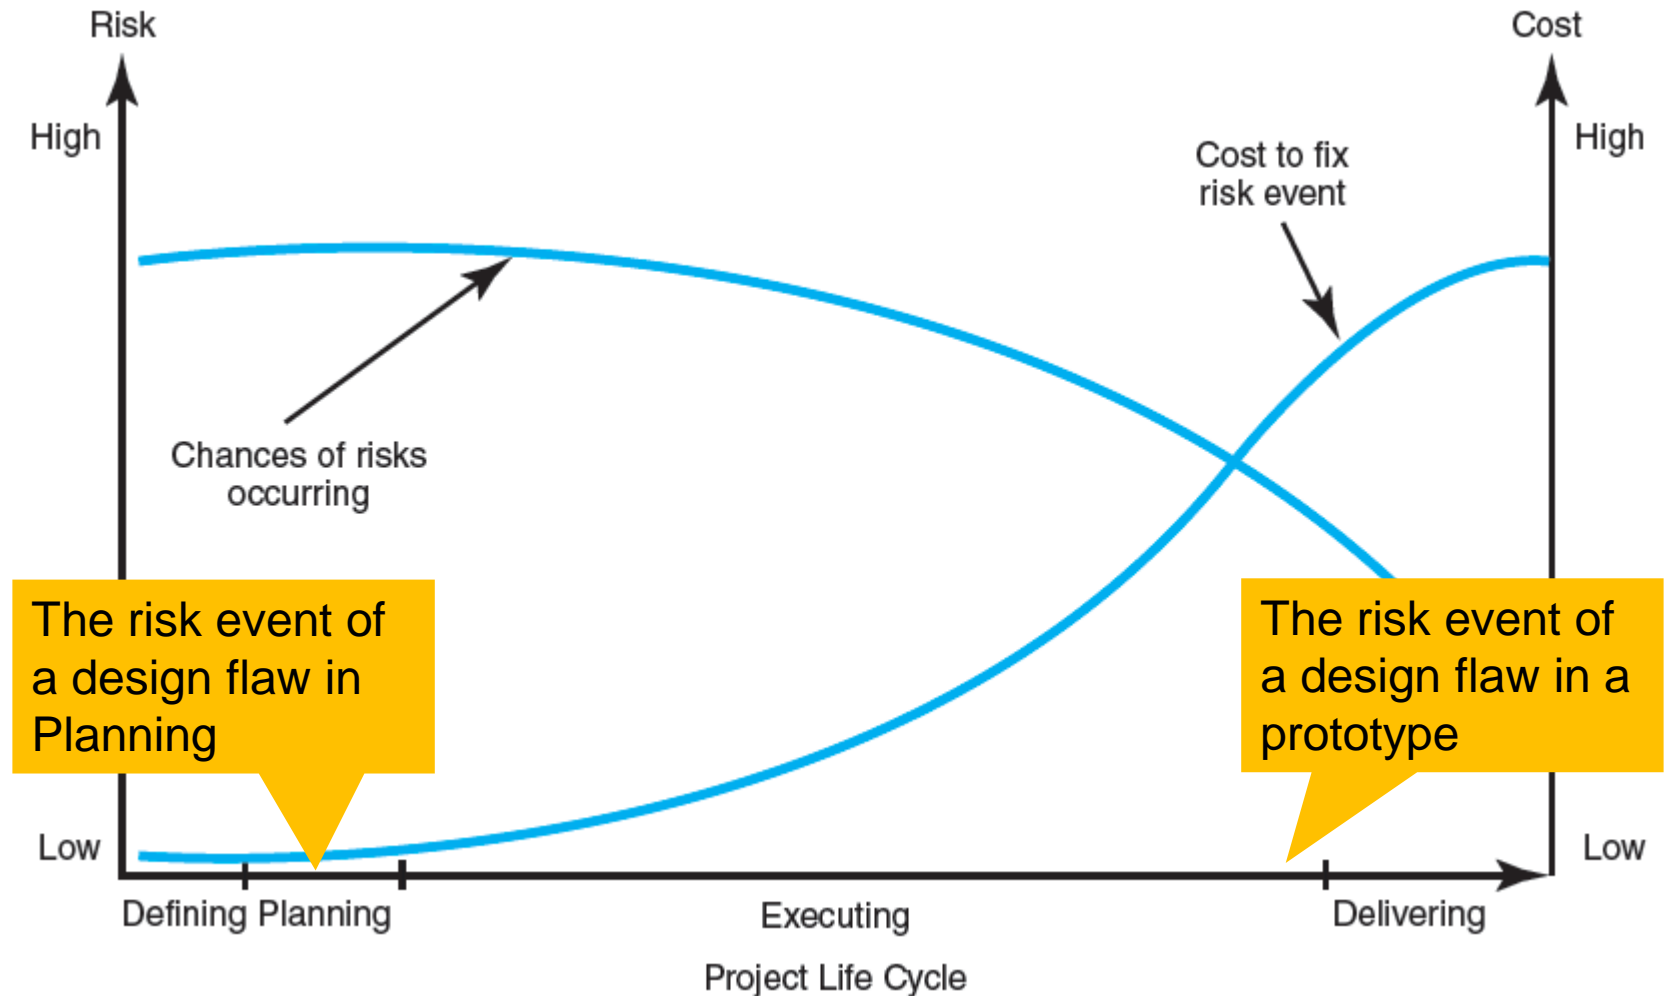 Risk
Cost
High
High
Cost to fix
risk event
Chances of risks
occurring
The risk event of
a design flaw in
Planning
The risk event of
a design flaw in a
prototype
Low
Low
Defining Planning
Executing
Delivering
Project Life Cycle